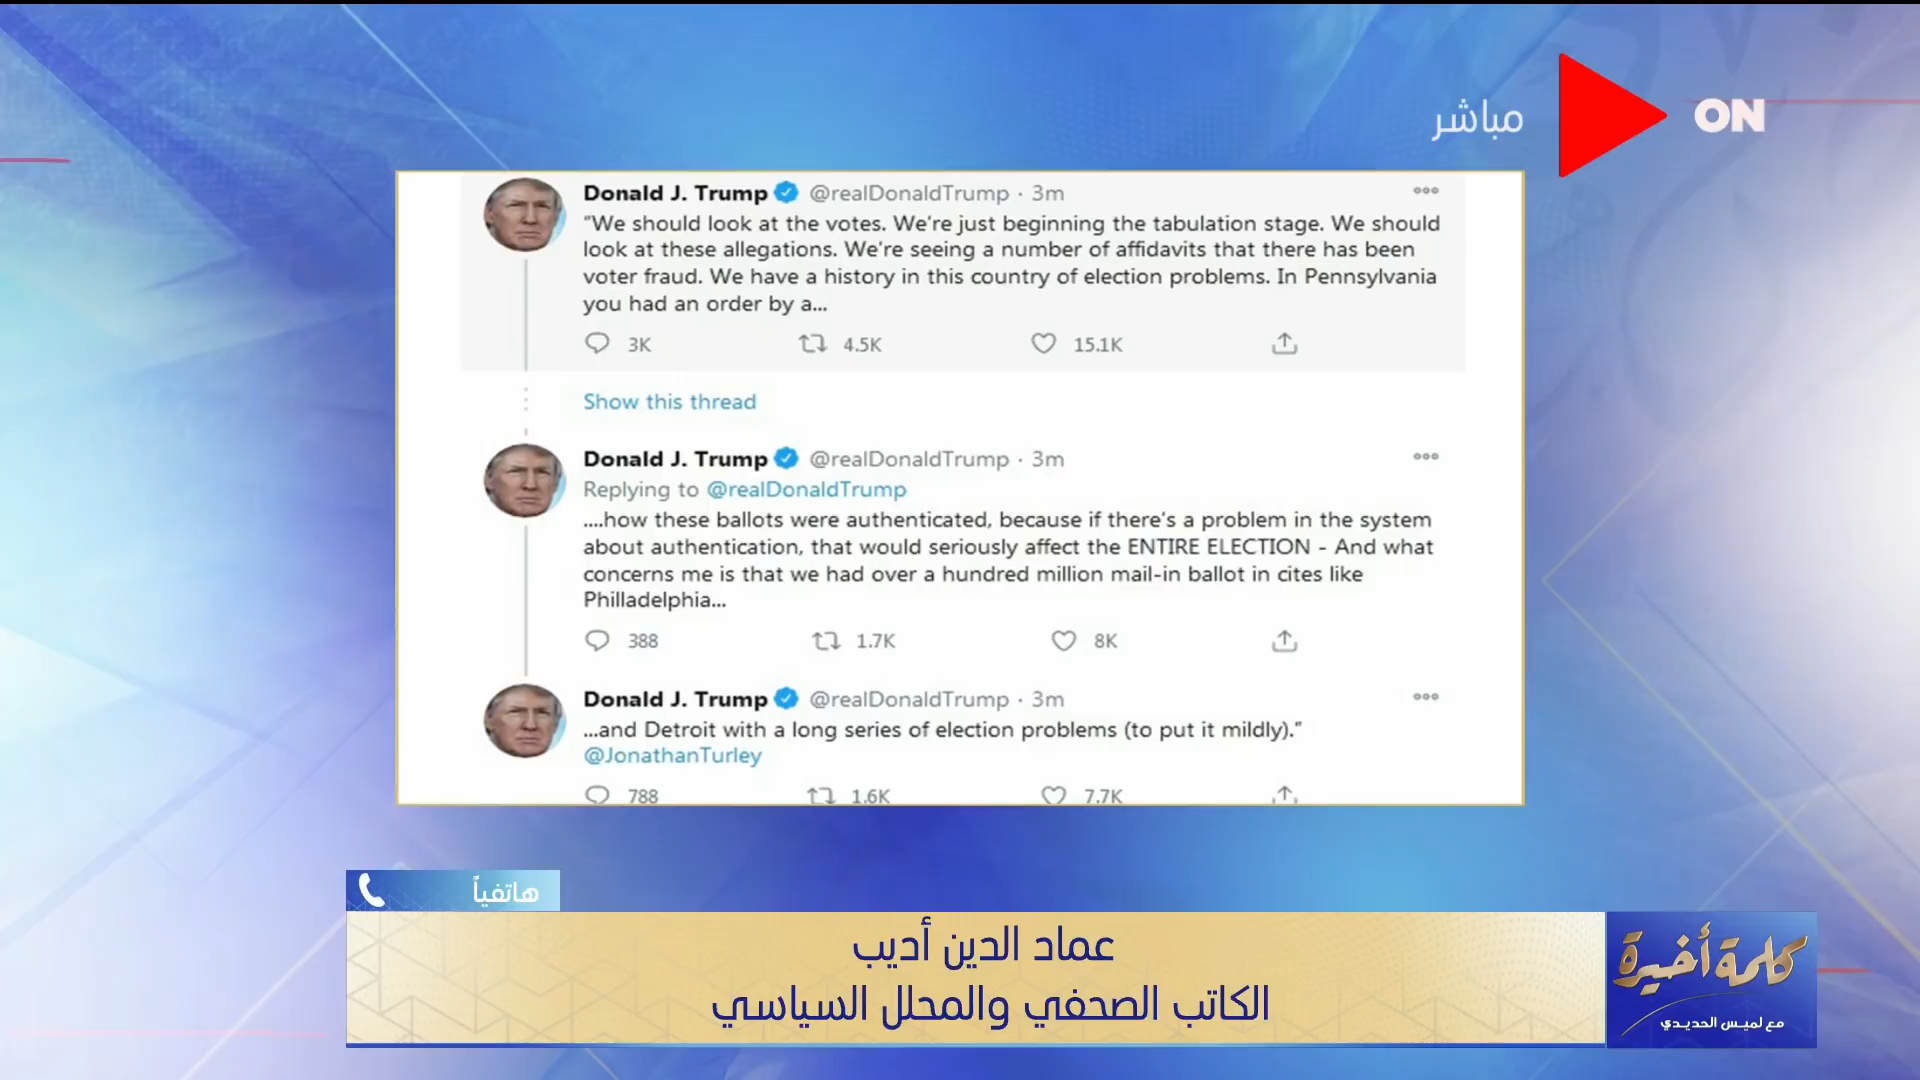 مباشر
ON
Donald J. Trump @realDonaldTrump · 3m
"We should look at the votes. We're just beginning the tabulation stage. We should
look at these allegations. We're seeing a number of affidavits that there has been
voter fraud. We have a history in this country of election problems. In Pennsylvania
you had an order by a...
3K 4.5K 15.1K
Show this thread
Donald J. Trump @realDonaldTrump · 3m
Replying to @realDonaldTrump
....how these ballots were authenticated, because if there's a problem in the system
about authentication, that would seriously affect the ENTIRE ELECTION - And what
concerns me is that we had over a hundred million mail-in ballot in cites like
Philladelphia...
388 1.7K 8K
Donald J. Trump @realDonaldTrump · 3m
...and Detroit with a long series of election problems (to put it mildly)."
@JonathanTurley
788 1.6K 7.7K
هاتفياً
عماد الدين أديب
الكاتب الصحفي والمحلل السياسي
كلمة أخيرة
مع لميس الحديدي